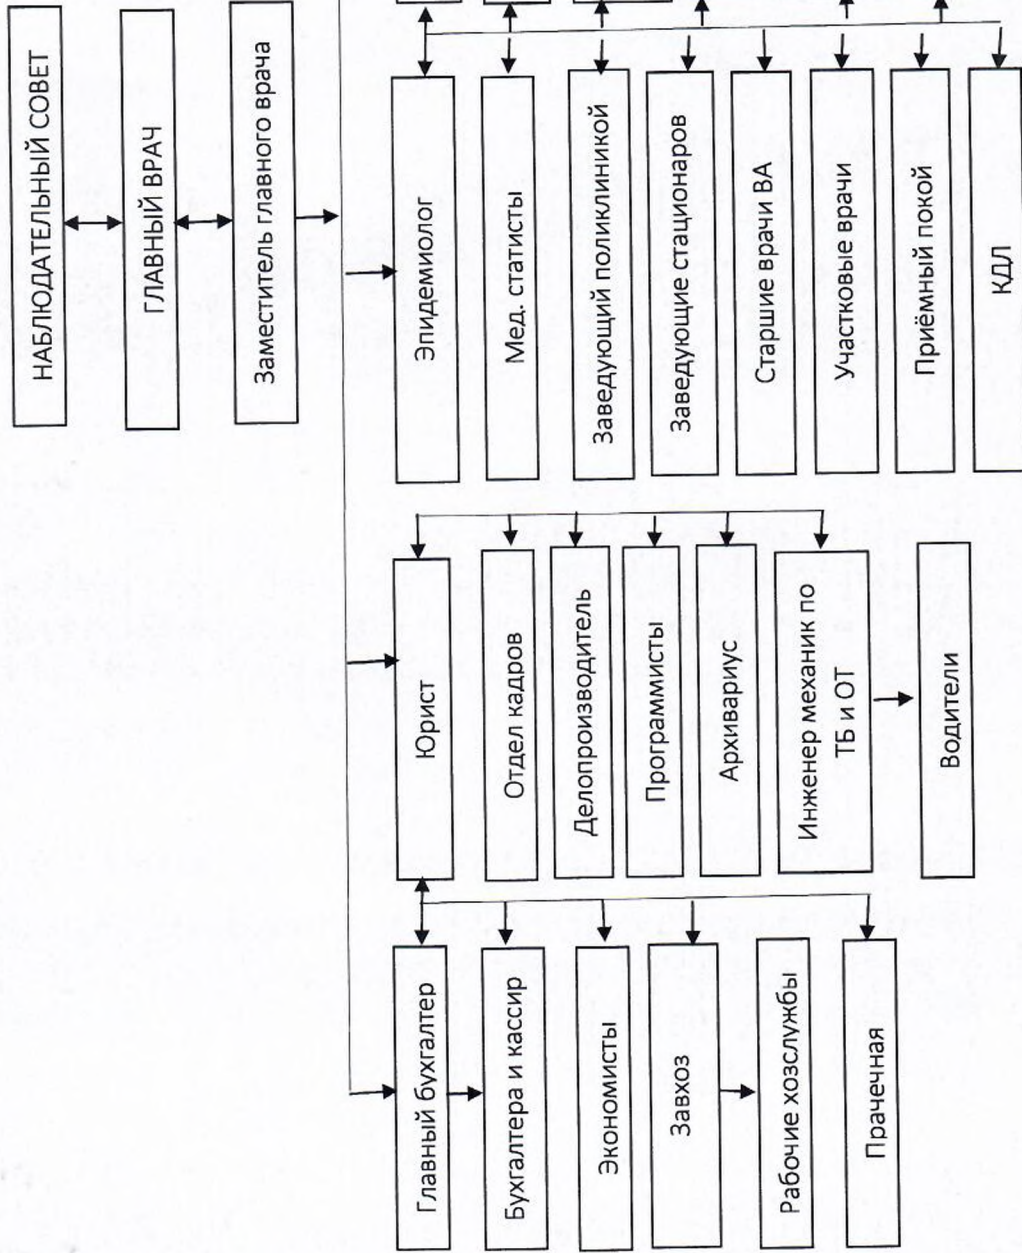 НАБЛЮДАТЕЛЬНЫЙ СОВЕТ
ГЛАВНЫЙ ВРАЧ
Заместитель главного врача
Главный бухгалтер
Бухгалтера и кассир
Экономисты
Завхоз
Рабочие хозслужбы
Прачечная
Юрист
Отдел кадров
Делопроизводитель
Программисты
Архивариус
Инженер механик по
ТБ и ОТ
Водители
Эпидемиолог
Мед. статисты
Заведующий поликлиникой
Заведующие стационаров
Старшие врачи ВА
Участковые врачи
Приёмный покой
КДЛ